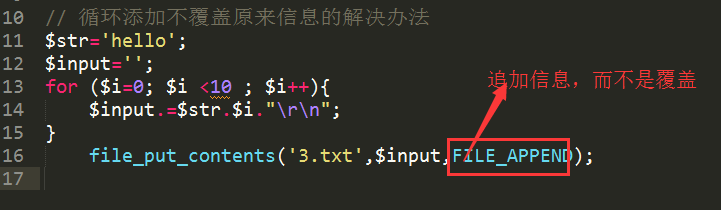 10 // 循环添加不覆盖原来信息的解决办法
11 $str='hello';
12 $input='';
13 for ($i=0; $i <10 ; $i++){
14 $input.=$str.$i."\r\n";
15 }
16 file_put_contents('3.txt',$input,FILE_APPEND);
17
追加信息，而不是覆盖